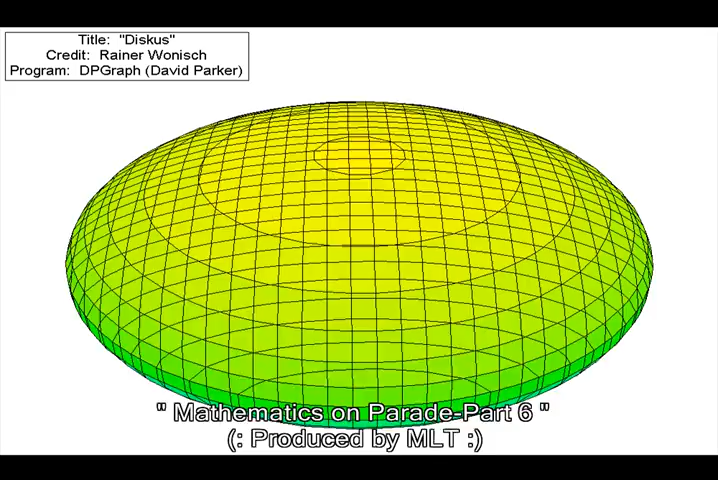 Title: "Diskus"
Credit: Rainer Wonisch
Program: DPGraph (David Parker)
" Mathematics on Parade-Part 6 "
(: Produced by MLT :)